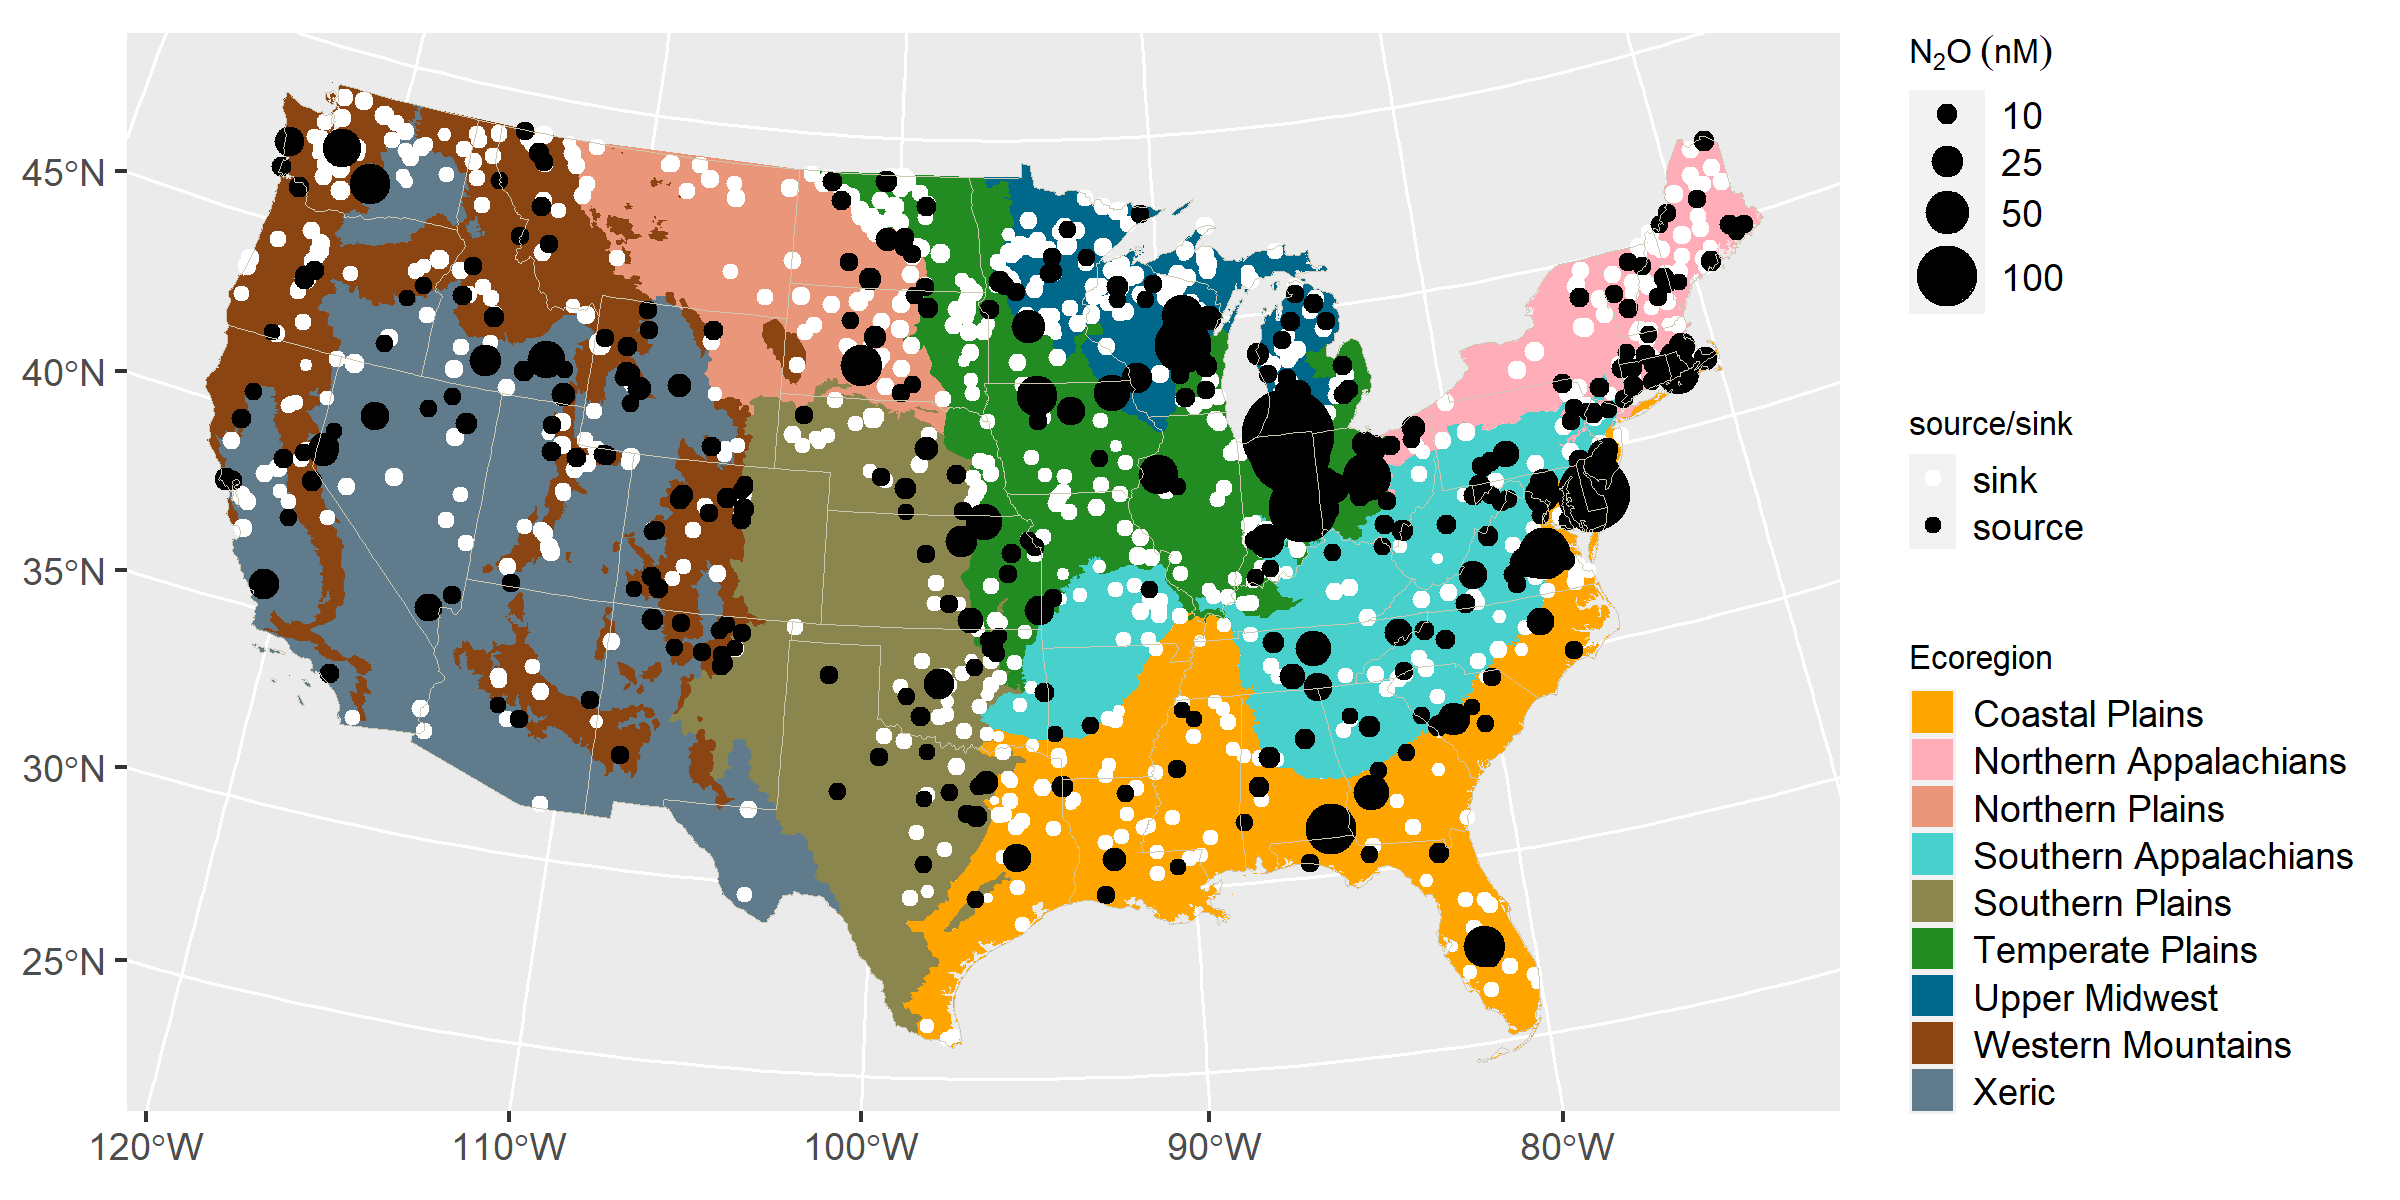 45°N
40°N
35°N
30°N
25°N
120°W
110°W
100°W
90°W
80°W
N₂O (nM)
10
25
50
100
source/sink
sink
source
Ecoregion
Coastal Plains
Northern Appalachians
Northern Plains
Southern Appalachians
Southern Plains
Temperate Plains
Upper Midwest
Western Mountains
Xeric